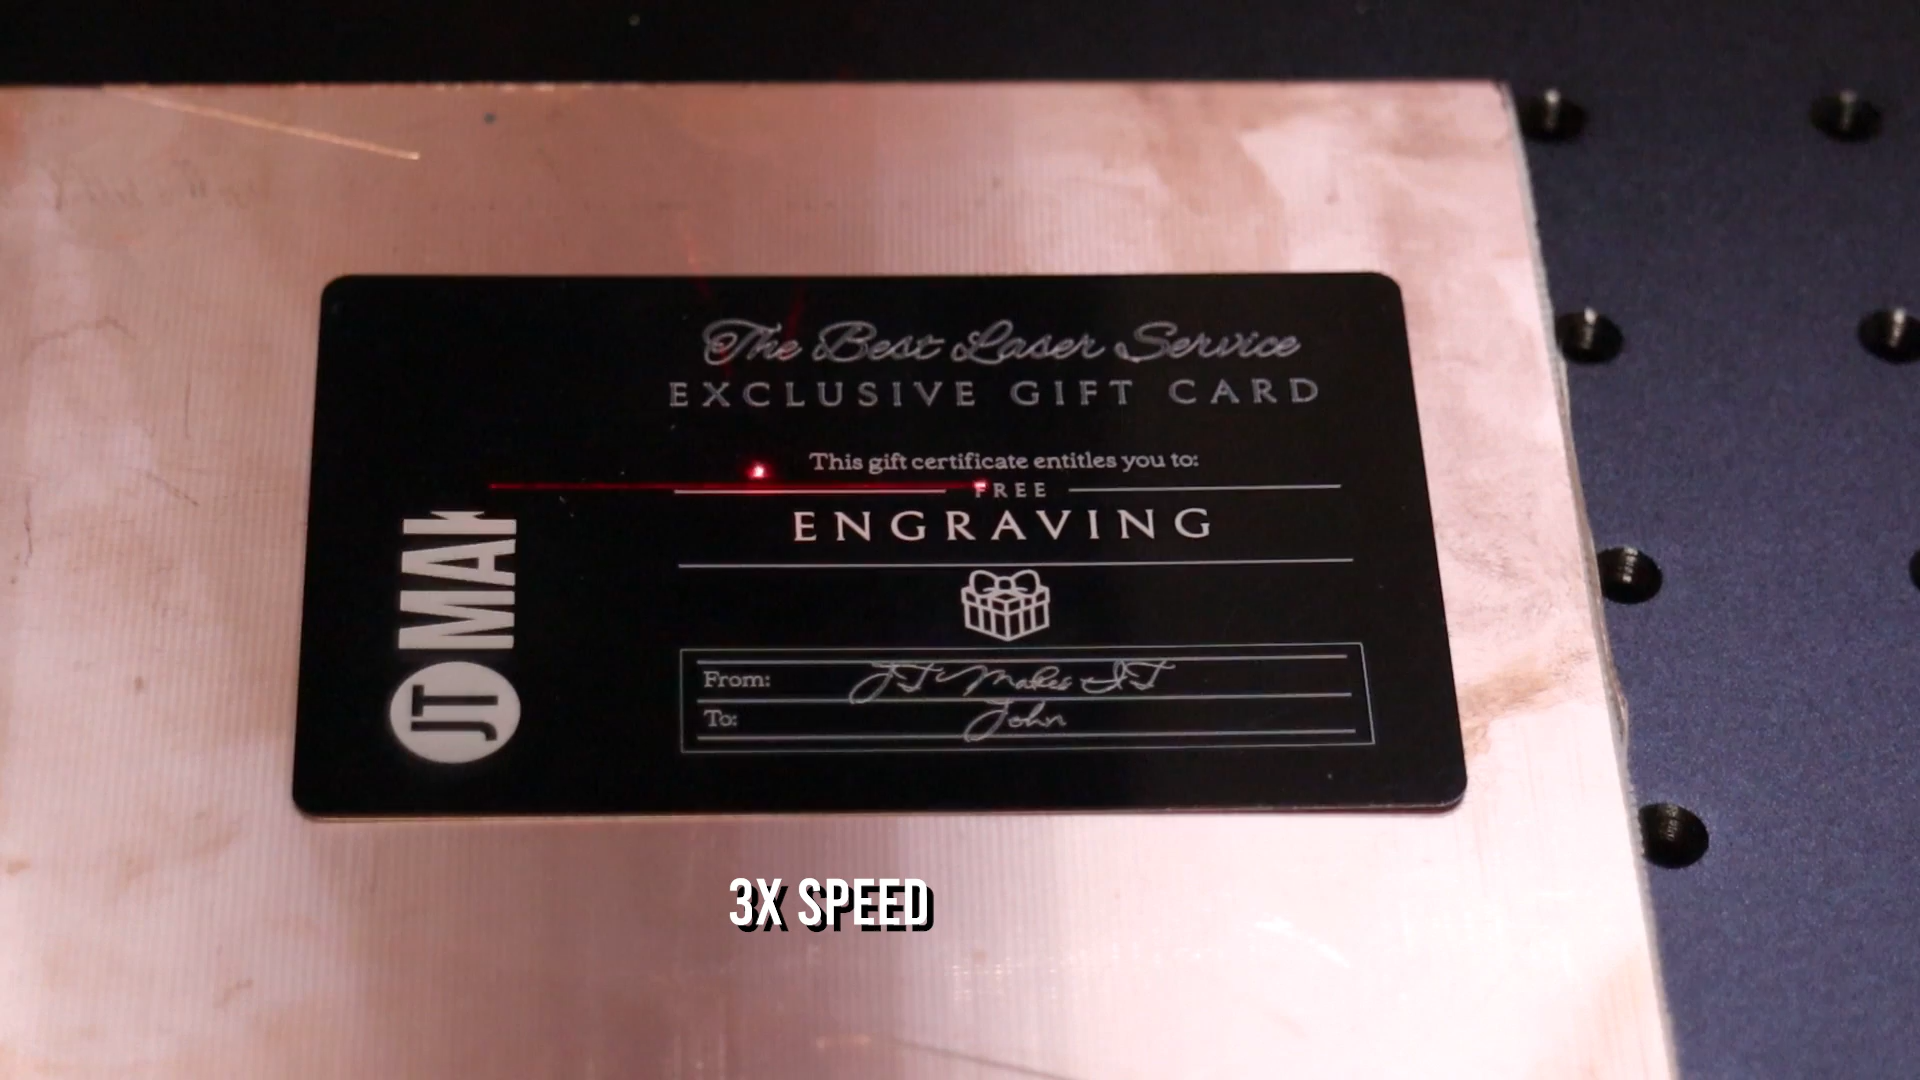 The Best Laser Service
EXCLUSIVE GIFT CARD
This gift certificate entitles you to:
FREE
ENGRAVING
From: JT Makes IT
To: John
JT MAK
3X SPEED